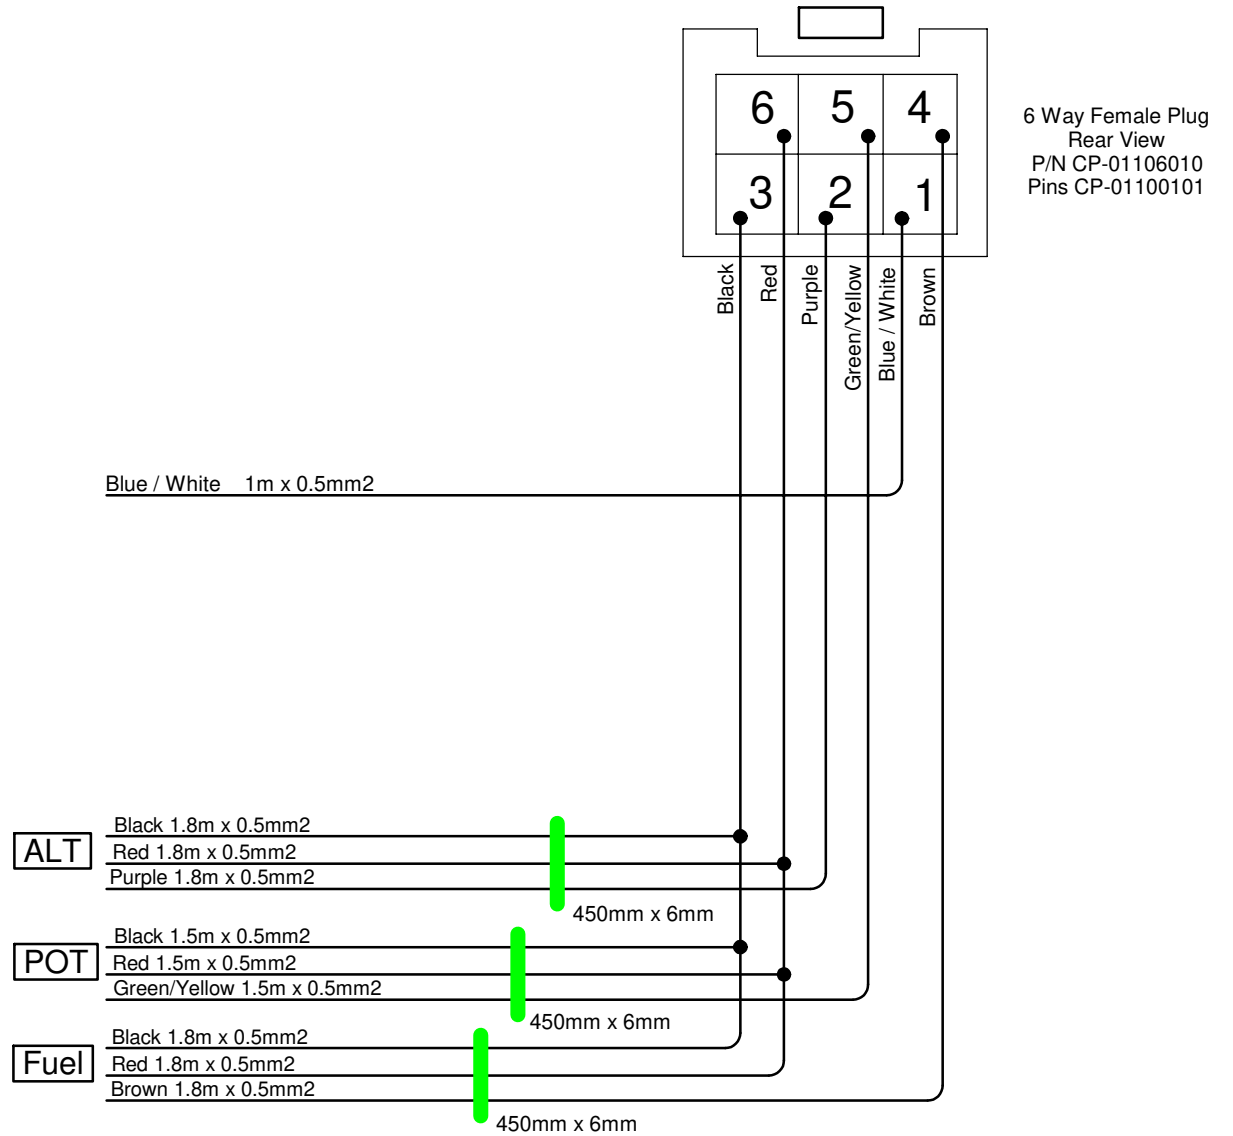 6 5 4
3 2 1
6 Way Female Plug
Rear View
P/N CP-01106010
Pins CP-01100101
Black
Red
Purple
Green/Yellow
Blue / White
Brown
Blue / White 1m x 0.5mm2
ALT
Black 1.8m x 0.5mm2
Red 1.8m x 0.5mm2
Purple 1.8m x 0.5mm2
450mm x 6mm
POT
Black 1.5m x 0.5mm2
Red 1.5m x 0.5mm2
Green/Yellow 1.5m x 0.5mm2
450mm x 6mm
Fuel
Black 1.8m x 0.5mm2
Red 1.8m x 0.5mm2
Brown 1.8m x 0.5mm2
450mm x 6mm